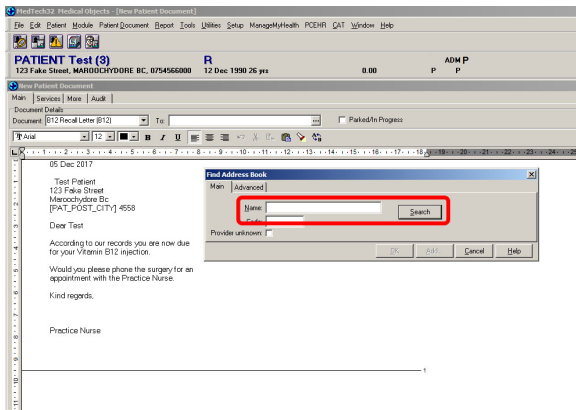 MedTech32 Medical Objects - [New Patient Document]
File Edit Patient Module Patient Document Report Tools Utilities Setup ManageMyHealth PCEHR CAT Window Help
PATIENT Test (3) R ADM P
123 Fake Street, MAROOCHYDORE BC, 0754566000 12 Dec 1990 26 yrs 0.00 P P
New Patient Document
Main Services More Audit
Document Details
Document: B12 Recall Letter (B12) To: ... Parked/In Progress
Arial 12 B I U
05 Dec 2017
Test Patient
123 Fake Street
Maroochydore Bc
[PAT_POST_CITY] 4558
Dear Test
According to our records you are now due
for your Vitamin B12 injection.
Would you please phone the surgery for an
appointment with the Practice Nurse.
Kind regards,
Practice Nurse
Find Address Book
Main Advanced
Name: Search
Provider unknown:
OK Add Cancel Help
1